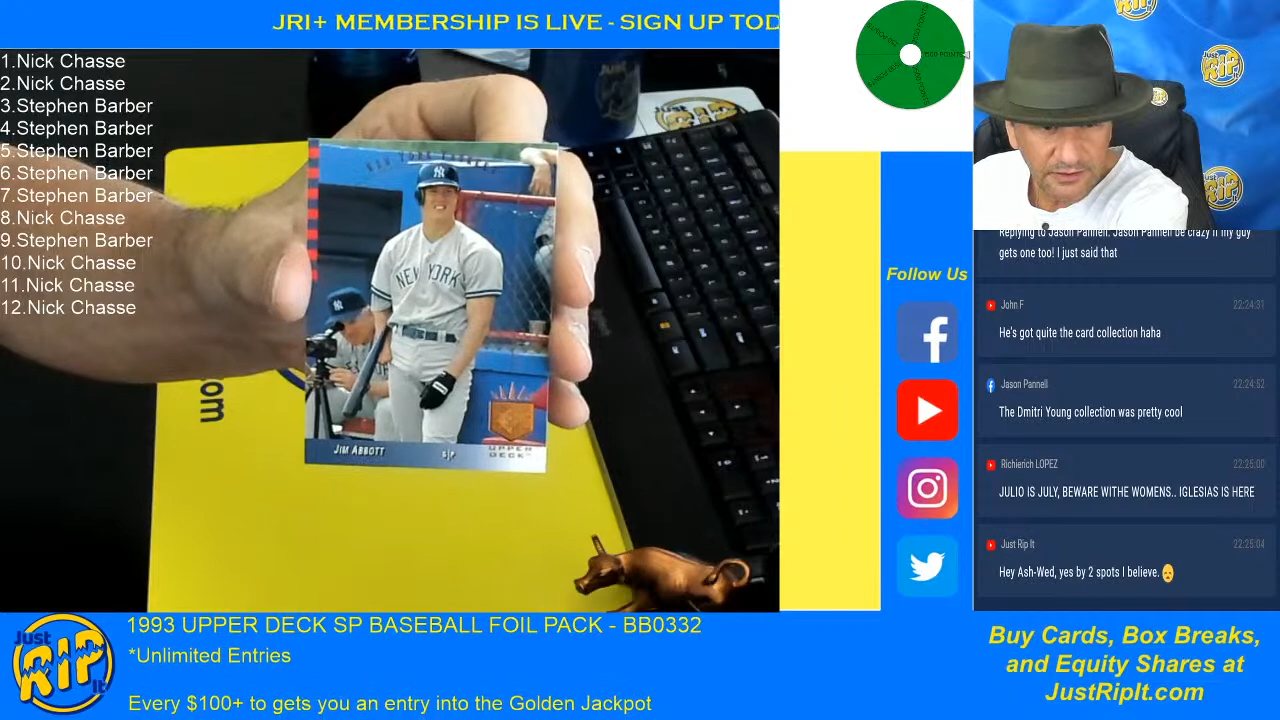 JRI+ MEMBERSHIP IS LIVE - SIGN UP TOD
1.Nick Chasse
2.Nick Chasse
3.Stephen Barber
4.Stephen Barber
5.Stephen Barber
6.Stephen Barber
7.Stephen Barber
8.Nick Chasse
9.Stephen Barber
10.Nick Chasse
11.Nick Chasse
12.Nick Chasse
NEW YORK
JIM ABBOTT
UPPER DECK
com
Just RIP It
Follow Us
Replying to Jason Pannell: Jason Pannell be crazy if my guy
gets one too! I just said that
John F 22:24:31
He's got quite the card collection haha
Jason Pannell 22:24:52
The Dmitri Young collection was pretty cool
Richierich LOPEZ 22:25:00
JULIO IS JULY, BEWARE WITHE WOMENS.. IGLESIAS IS HERE
Just Rip It 22:25:04
Hey Ash-Wed, yes by 2 spots I believe. 😞
Just RIP It
1993 UPPER DECK SP BASEBALL FOIL PACK - BB0332
*Unlimited Entries
Every $100+ to gets you an entry into the Golden Jackpot
Buy Cards, Box Breaks,
and Equity Shares at
JustRipIt.com